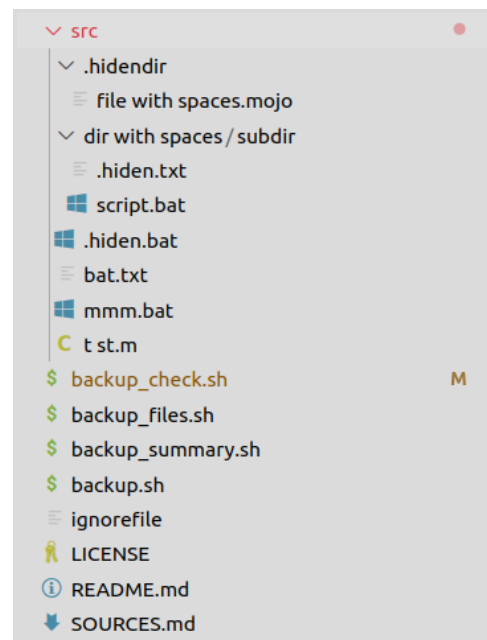 src
.hidendir
file with spaces.mojo
dir with spaces / subdir
.hiden.txt
script.bat
.hiden.bat
bat.txt
mmm.bat
C t st.m
$ backup_check.sh M
$ backup_files.sh
$ backup_summary.sh
$ backup.sh
ignorefile
LICENSE
README.md
SOURCES.md